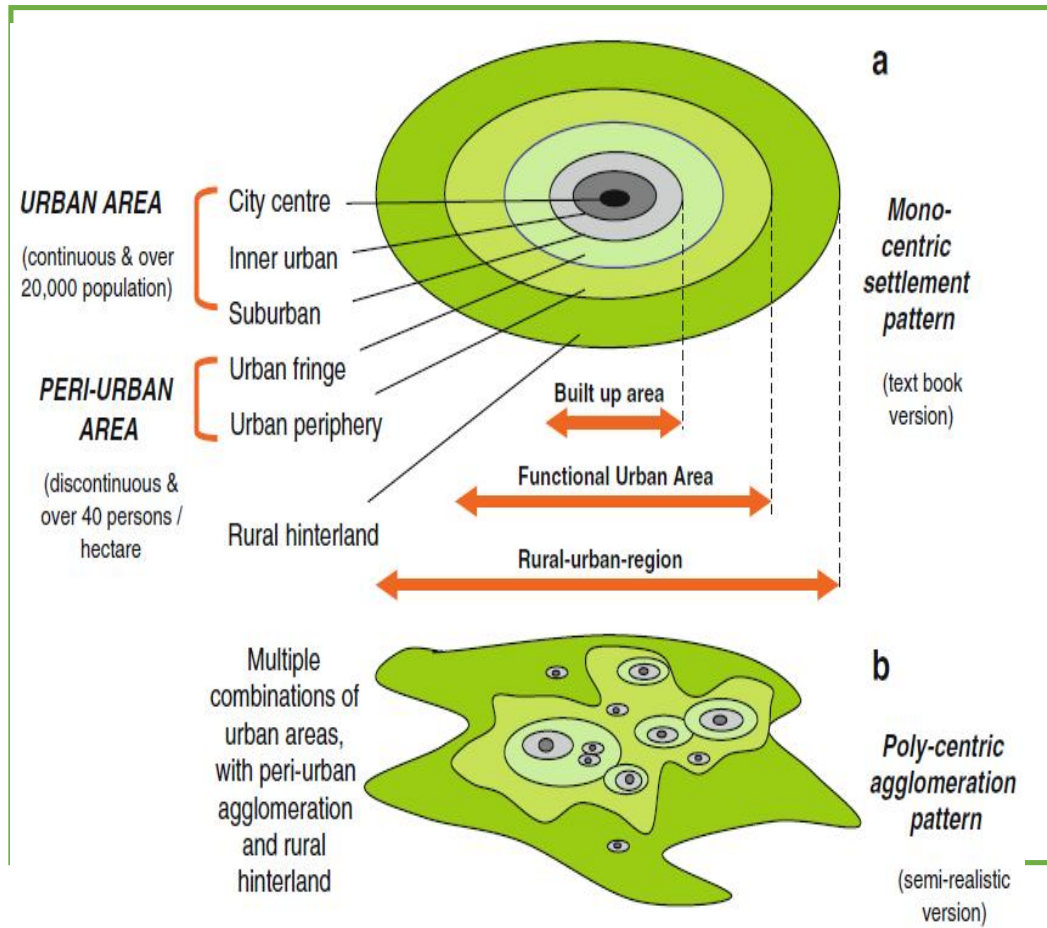 a
URBAN AREA
(continuous & over
20,000 population)
City centre
Inner urban
Suburban
PERI-URBAN
AREA
(discontinuous &
over 40 persons /
hectare
Urban fringe
Urban periphery
Rural hinterland
Mono-
centric
settlement
pattern
(text book
version)
Built up area
Functional Urban Area
Rural-urban-region
Multiple
combinations of
urban areas,
with peri-urban
agglomeration
and rural
hinterland
b
Poly-centric
agglomeration
pattern
(semi-realistic
version)